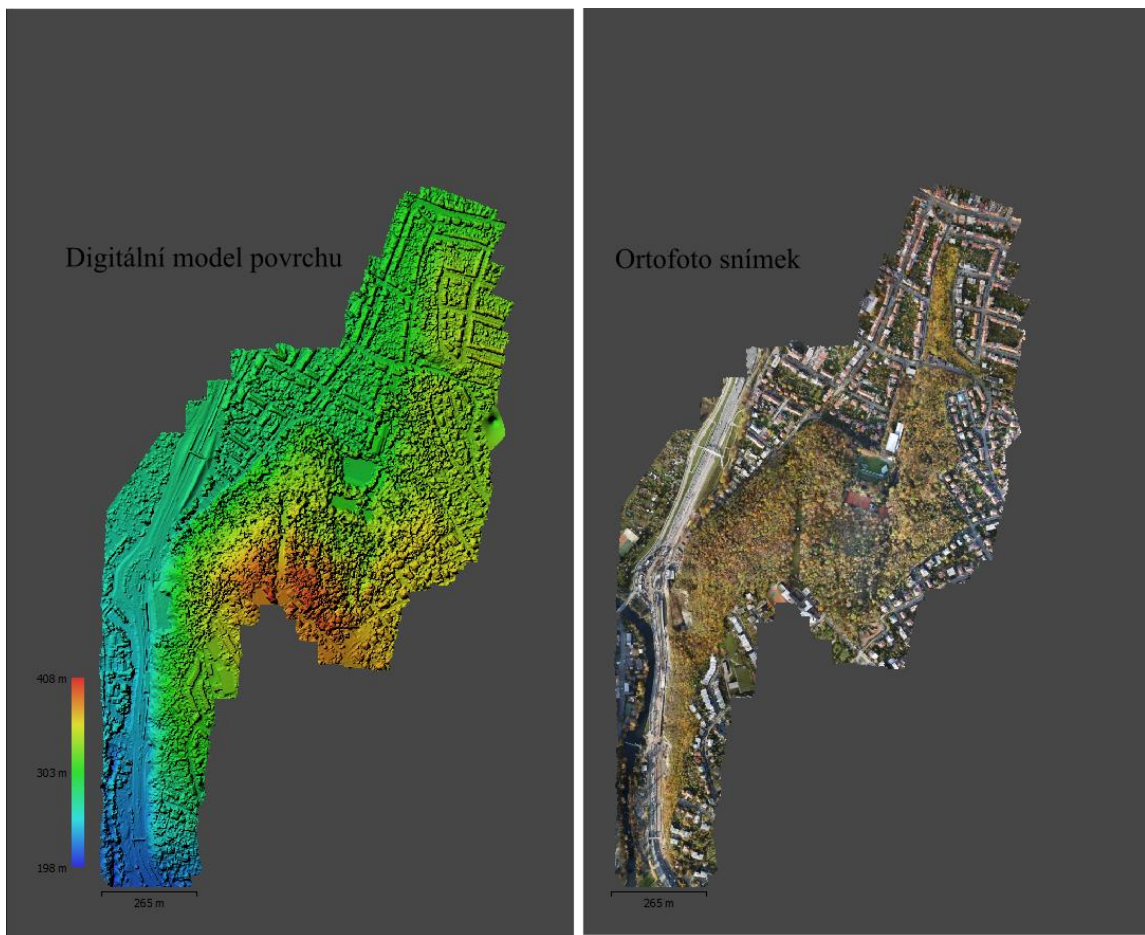 Digitální model povrchu
408 m
303 m
198 m
265 m
Ortofoto snímek
265 m